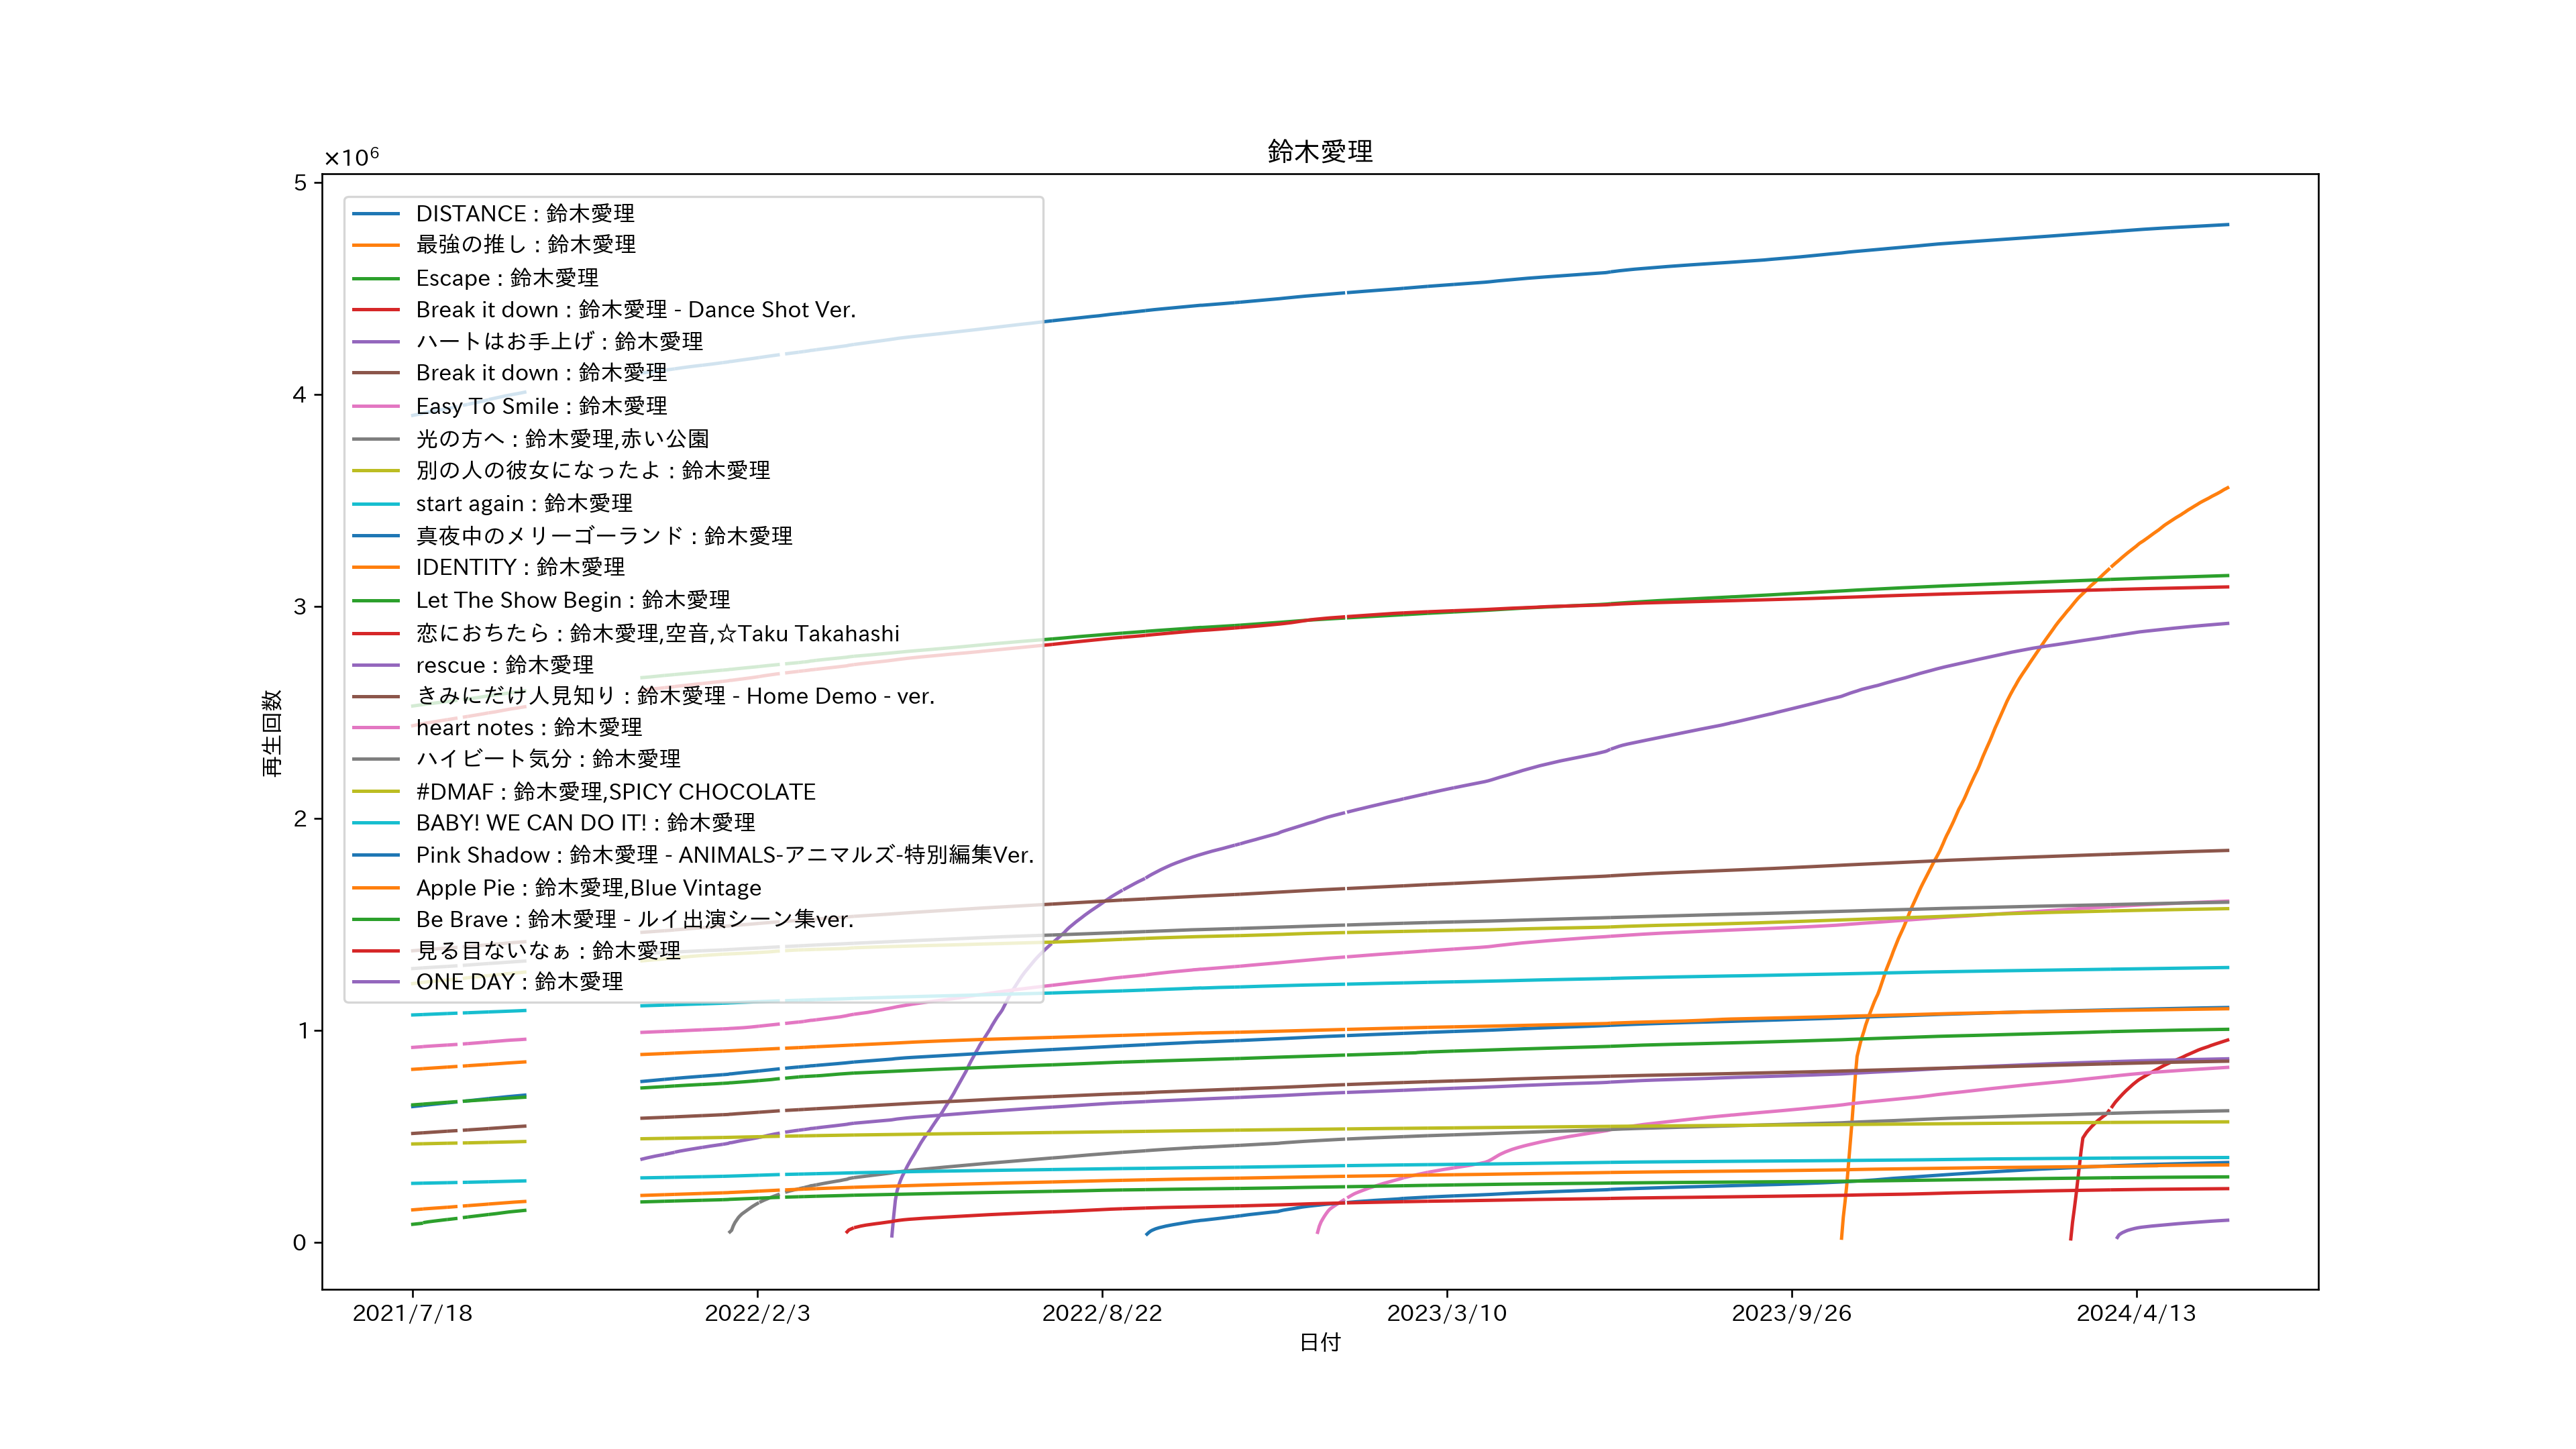 鈴木愛理
×10⁶
5
4
3
2
1
0
再生回数
DISTANCE : 鈴木愛理
最強の推し : 鈴木愛理
Escape : 鈴木愛理
Break it down : 鈴木愛理 - Dance Shot Ver.
ハートはお手上げ : 鈴木愛理
Break it down : 鈴木愛理
Easy To Smile : 鈴木愛理
光の方へ : 鈴木愛理,赤い公園
別の人の彼女になったよ : 鈴木愛理
start again : 鈴木愛理
真夜中のメリーゴーランド : 鈴木愛理
IDENTITY : 鈴木愛理
Let The Show Begin : 鈴木愛理
恋におちたら : 鈴木愛理,空音,☆Taku Takahashi
rescue : 鈴木愛理
きみにだけ人見知り : 鈴木愛理 - Home Demo - ver.
heart notes : 鈴木愛理
ハイビート気分 : 鈴木愛理
#DMAF : 鈴木愛理,SPICY CHOCOLATE
BABY! WE CAN DO IT! : 鈴木愛理
Pink Shadow : 鈴木愛理 - ANIMALS-アニマルズ-特別編集Ver.
Apple Pie : 鈴木愛理,Blue Vintage
Be Brave : 鈴木愛理 - ルイ出演シーン集ver.
見る目ないなぁ : 鈴木愛理
ONE DAY : 鈴木愛理
2021/7/18
2022/2/3
2022/8/22
2023/3/10
2023/9/26
2024/4/13
日付